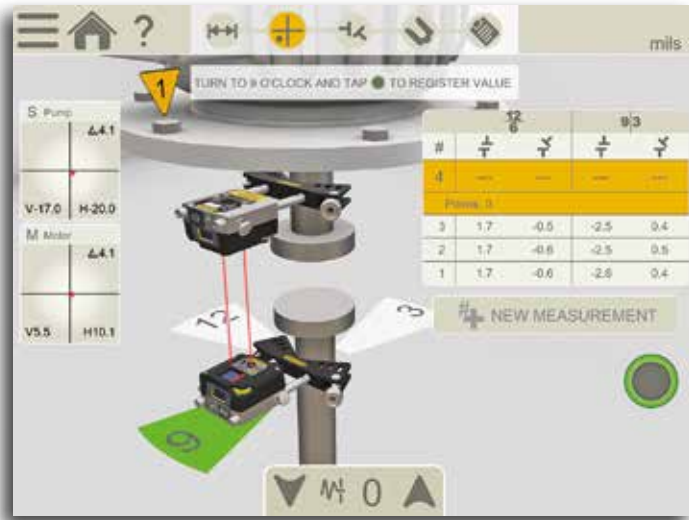 ?
mils
TURN TO 9 O'CLOCK AND TAP TO REGISTER VALUE
1
S Pump
4.1
V-17.0 H-20.0
M Motor
4.1
V5.5 H10.1
12 6 9 3
#
4 --- --- --- ---
Points: 0
3 1.7 -0.5 -2.5 0.4
2 1.7 -0.6 -2.5 0.5
1 1.7 -0.6 -2.6 0.4
NEW MEASUREMENT
12
3
9
0